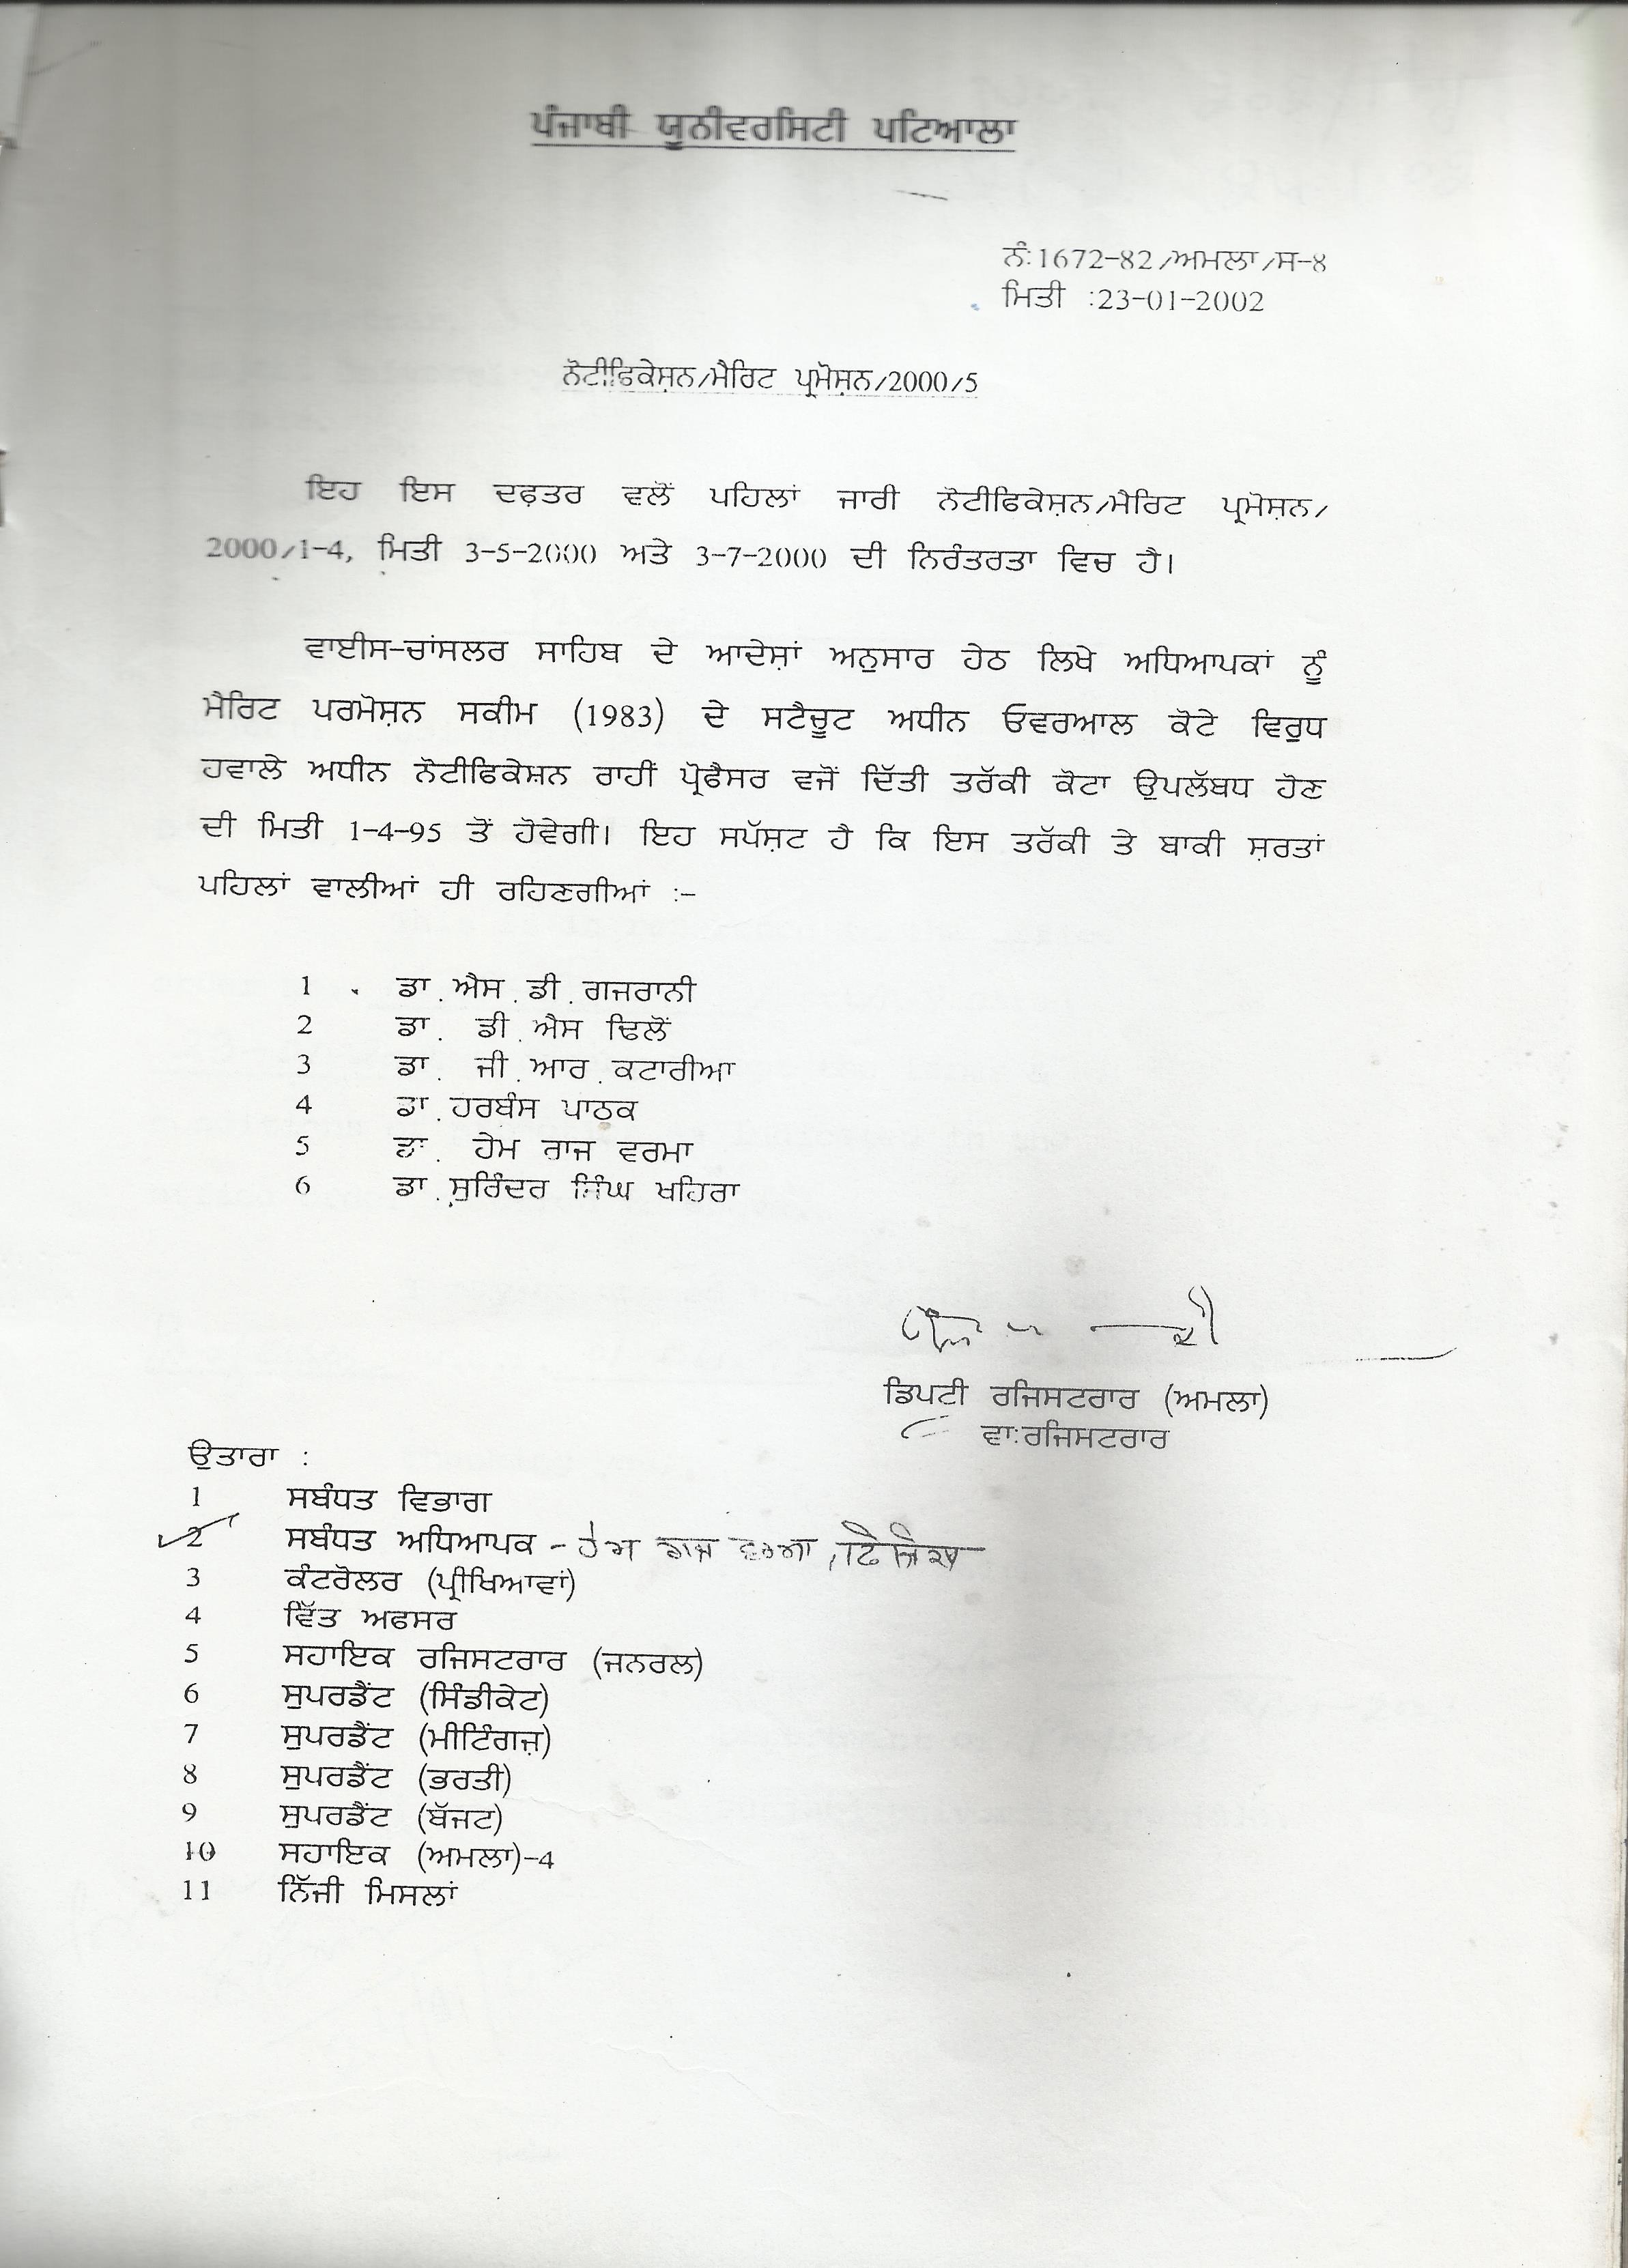 ਪੰਜਾਬੀ ਯੂਨੀਵਰਸਿਟੀ ਪਟਿਆਲਾ
ਨੰ:1672-82/ਅਮਲਾ/ਸ-8
ਮਿਤੀ :23-01-2002
ਨੋਟੀਫਿਕੇਸ਼ਨ/ਮੈਰਿਟ ਪ੍ਰਮੋਸ਼ਨ/2000/5
ਇਹ ਇਸ ਦਫ਼ਤਰ ਵਲੋਂ ਪਹਿਲਾਂ ਜਾਰੀ ਨੋਟੀਫਿਕੇਸ਼ਨ/ਮੈਰਿਟ ਪ੍ਰਮੋਸ਼ਨ/
2000/1-4, ਮਿਤੀ 3-5-2000 ਅਤੇ 3-7-2000 ਦੀ ਨਿਰੰਤਰਤਾ ਵਿਚ ਹੈ।
ਵਾਈਸ-ਚਾਂਸਲਰ ਸਾਹਿਬ ਦੇ ਆਦੇਸ਼ਾਂ ਅਨੁਸਾਰ ਹੇਠ ਲਿਖੇ ਅਧਿਆਪਕਾਂ ਨੂੰ
ਮੈਰਿਟ ਪਰਮੋਸ਼ਨ ਸਕੀਮ (1983) ਦੇ ਸਟੈਚੂਟ ਅਧੀਨ ਓਵਰਆਲ ਕੋਟੇ ਵਿਰੁਧ
ਹਵਾਲੇ ਅਧੀਨ ਨੋਟੀਫਿਕੇਸ਼ਨ ਰਾਹੀਂ ਪ੍ਰੋਫੈਸਰ ਵਜੋਂ ਦਿੱਤੀ ਤਰੱਕੀ ਕੋਟਾ ਉਪਲੱਬਧ ਹੋਣ
ਦੀ ਮਿਤੀ 1-4-95 ਤੋਂ ਹੋਵੇਗੀ। ਇਹ ਸਪੱਸ਼ਟ ਹੈ ਕਿ ਇਸ ਤਰੱਕੀ ਤੇ ਬਾਕੀ ਸ਼ਰਤਾਂ
ਪਹਿਲਾਂ ਵਾਲੀਆਂ ਹੀ ਰਹਿਣਗੀਆਂ :-
1 . ਡਾ.ਐਸ.ਡੀ.ਗਜਰਾਨੀ
2 ਡਾ. ਡੀ.ਐਸ ਢਿਲੋਂ
3 ਡਾ. ਜੀ.ਆਰ.ਕਟਾਰੀਆ
4 ਡਾ.ਹਰਬੰਸ ਪਾਠਕ
5 ਡਾ. ਹੇਮ ਰਾਜ ਵਰਮਾ
6 ਡਾ.ਸੁਰਿੰਦਰ ਸਿੰਘ ਖਹਿਰਾ
ਡਿਪਟੀ ਰਜਿਸਟਰਾਰ (ਅਮਲਾ)
ਵਾ:ਰਜਿਸਟਰਾਰ
ਉਤਾਰਾ :
1 ਸਬੰਧਤ ਵਿਭਾਗ
2 ਸਬੰਧਤ ਅਧਿਆਪਕ - ਹੇਮ ਰਾਜ ਵਰਮਾ, ਫਿਜਿਕਸ
3 ਕੰਟਰੋਲਰ (ਪ੍ਰੀਖਿਆਵਾਂ)
4 ਵਿੱਤ ਅਫਸਰ
5 ਸਹਾਇਕ ਰਜਿਸਟਰਾਰ (ਜਨਰਲ)
6 ਸੁਪਰਡੈਂਟ (ਸਿੰਡੀਕੇਟ)
7 ਸੁਪਰਡੈਂਟ (ਮੀਟਿੰਗਜ਼)
8 ਸੁਪਰਡੈਂਟ (ਭਰਤੀ)
9 ਸੁਪਰਡੈਂਟ (ਬੱਜਟ)
10 ਸਹਾਇਕ (ਅਮਲਾ)-4
11 ਨਿੱਜੀ ਮਿਸਲਾਂ